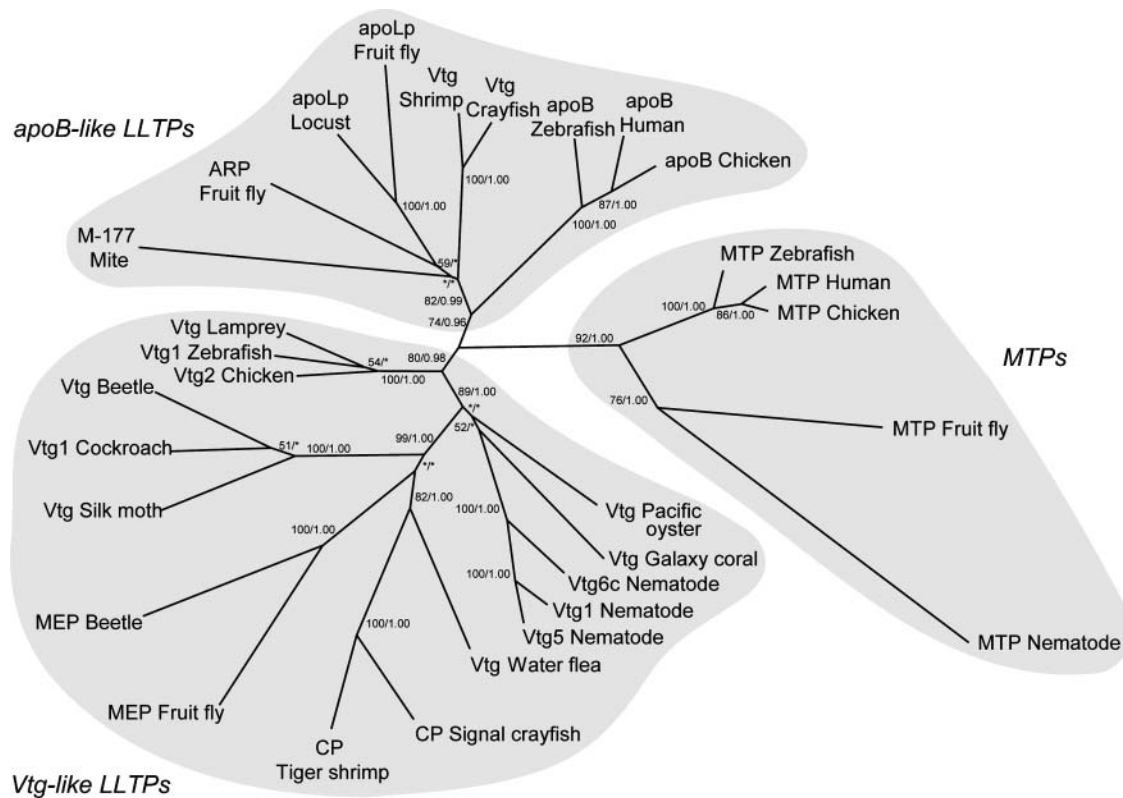 apoB-like LLTPs
apoLp
Fruit fly
Vtg
Shrimp
Vtg
Crayfish
apoB
Zebrafish
apoB
Human
apoB Chicken
apoLp
Locust
ARP
Fruit fly
M-177
Mite
100/1.00
100/1.00
87/1.00
100/1.00
59/*
*/*
82/0.99
74/0.96
MTPs
MTP Zebrafish
MTP Human
MTP Chicken
100/1.00
86/1.00
92/1.00
76/1.00
MTP Fruit fly
MTP Nematode
Vtg Lamprey
Vtg1 Zebrafish
Vtg2 Chicken
54/*
100/1.00
80/0.98
89/1.00
*/*
52/*
Vtg Beetle
Vtg1 Cockroach
Vtg Silk moth
51/*
100/1.00
99/1.00
*/*
82/1.00
100/1.00
100/1.00
100/1.00
100/1.00
Vtg Pacific
oyster
Vtg Galaxy coral
Vtg6c Nematode
Vtg1 Nematode
Vtg5 Nematode
Vtg Water flea
MEP Beetle
MEP Fruit fly
CP Signal crayfish
CP
Tiger shrimp
Vtg-like LLTPs